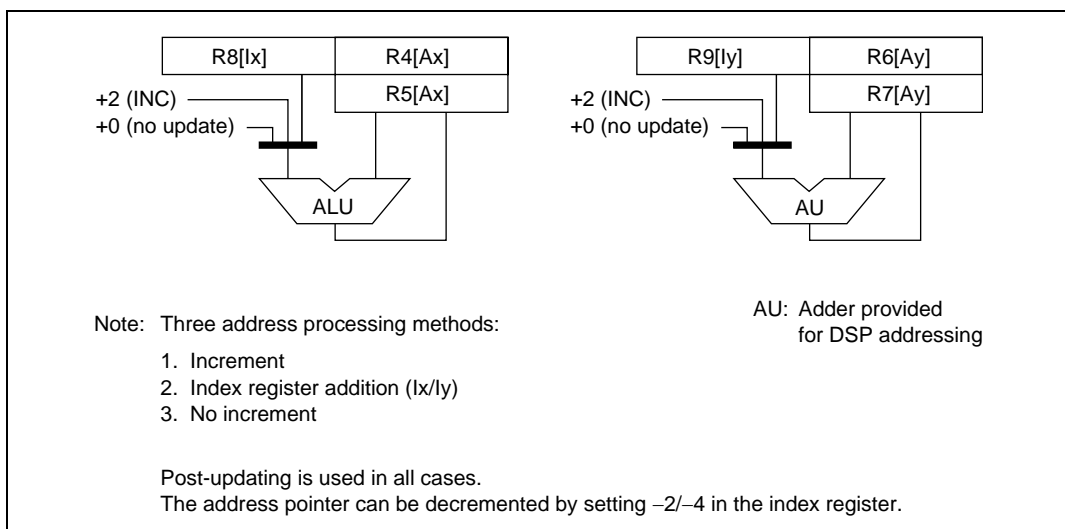 R8[Ix] R4[Ax]
R5[Ax]
+2 (INC)
+0 (no update)
ALU
R9[Iy] R6[Ay]
R7[Ay]
+2 (INC)
+0 (no update)
AU
AU: Adder provided
for DSP addressing
Note: Three address processing methods:
1. Increment
2. Index register addition (Ix/Iy)
3. No increment
Post-updating is used in all cases.
The address pointer can be decremented by setting −2/−4 in the index register.